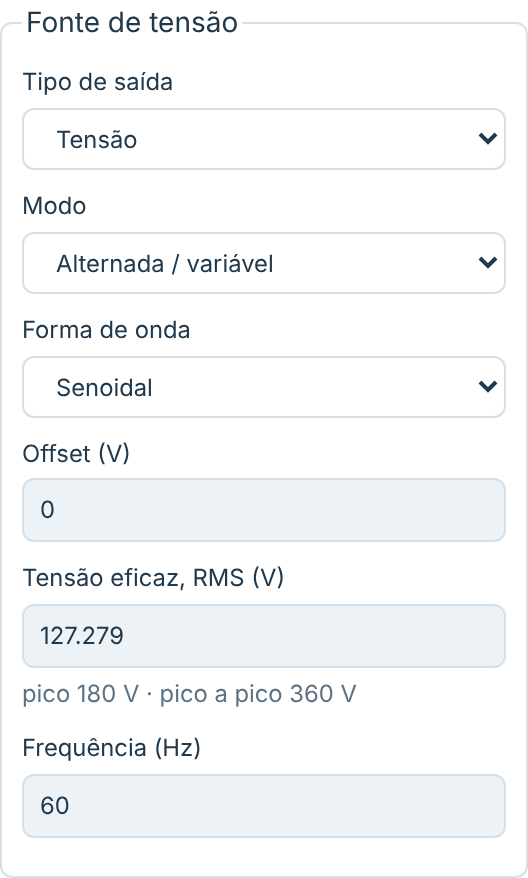 Fonte de tensão
Tipo de saída
Tensão
Modo
Alternada / variável
Forma de onda
Senoidal
Offset (V)
0
Tensão eficaz, RMS (V)
127.279
pico 180 V · pico a pico 360 V
Frequência (Hz)
60